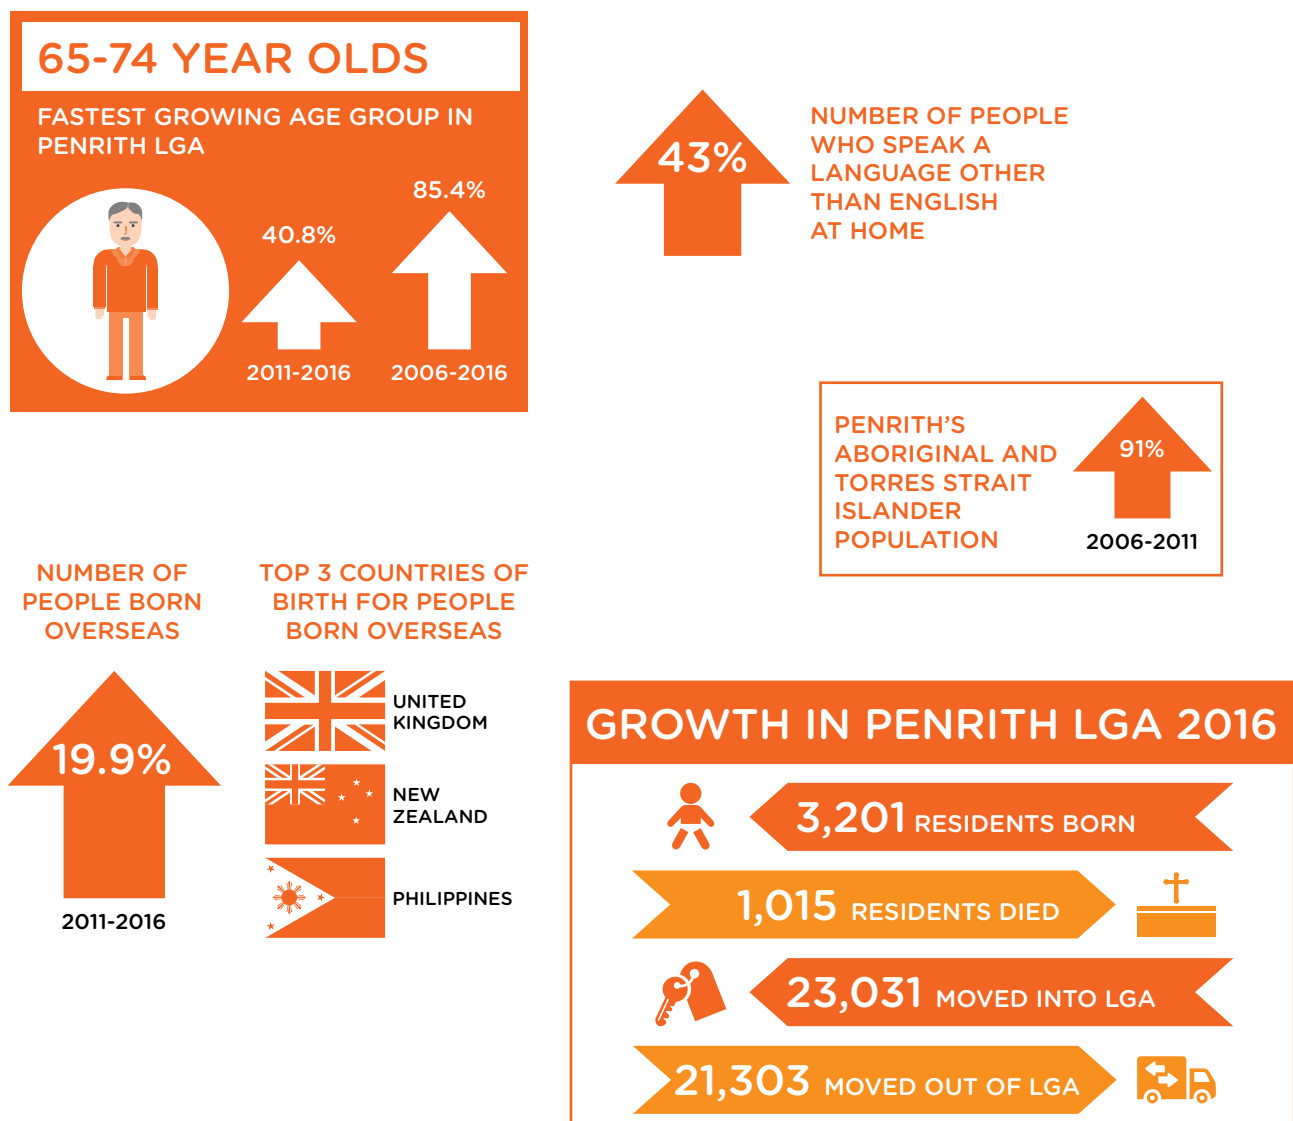 65-74 YEAR OLDS
FASTEST GROWING AGE GROUP IN
PENRITH LGA
40.8%
85.4%
2011-2016
2006-2016
43%
NUMBER OF PEOPLE
WHO SPEAK A
LANGUAGE OTHER
THAN ENGLISH
AT HOME
PENRITH'S
ABORIGINAL AND
TORRES STRAIT
ISLANDER
POPULATION
91%
2006-2011
NUMBER OF
PEOPLE BORN
OVERSEAS
19.9%
2011-2016
TOP 3 COUNTRIES OF
BIRTH FOR PEOPLE
BORN OVERSEAS
UNITED
KINGDOM
NEW
ZEALAND
PHILIPPINES
GROWTH IN PENRITH LGA 2016
3,201 RESIDENTS BORN
1,015 RESIDENTS DIED
23,031 MOVED INTO LGA
21,303 MOVED OUT OF LGA